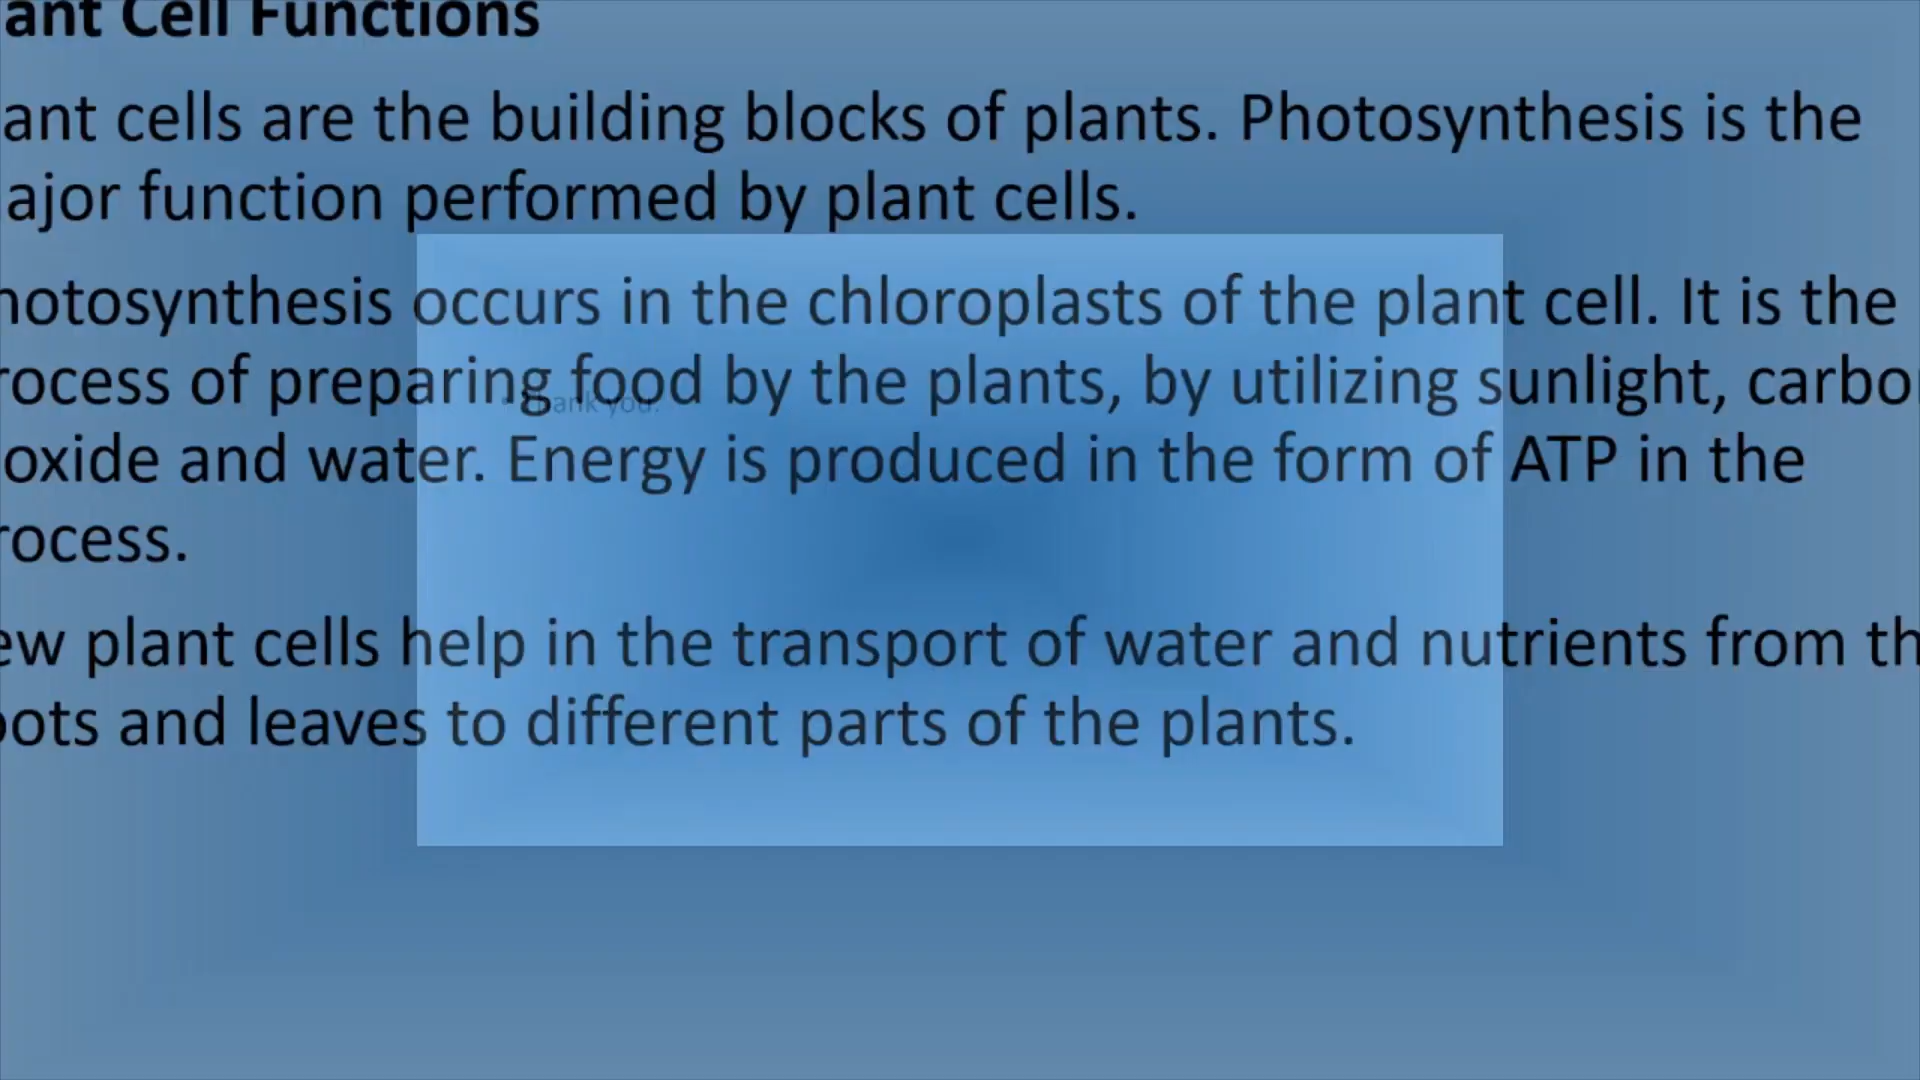 ant Cell Functions
ant cells are the building blocks of plants. Photosynthesis is the
ajor function performed by plant cells.
hotosynthesis occurs in the chloroplasts of the plant cell. It is the
rocess of preparing food by the plants, by utilizing sunlight, carbo
• Thank you.
oxide and water. Energy is produced in the form of ATP in the
rocess.
ew plant cells help in the transport of water and nutrients from th
oots and leaves to different parts of the plants.